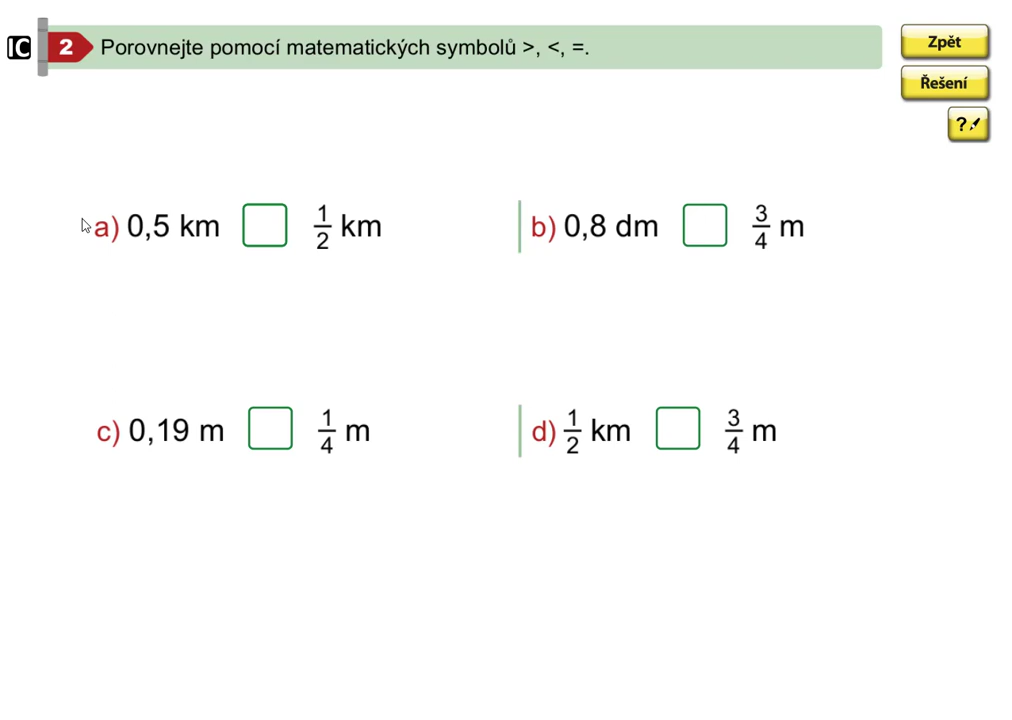 IC 2 Porovnejte pomocí matematických symbolů >, <, =.
Zpět
Řešení
?
a) 0,5 km 1/2 km
b) 0,8 dm 3/4 m
c) 0,19 m 1/4 m
d) 1/2 km 3/4 m